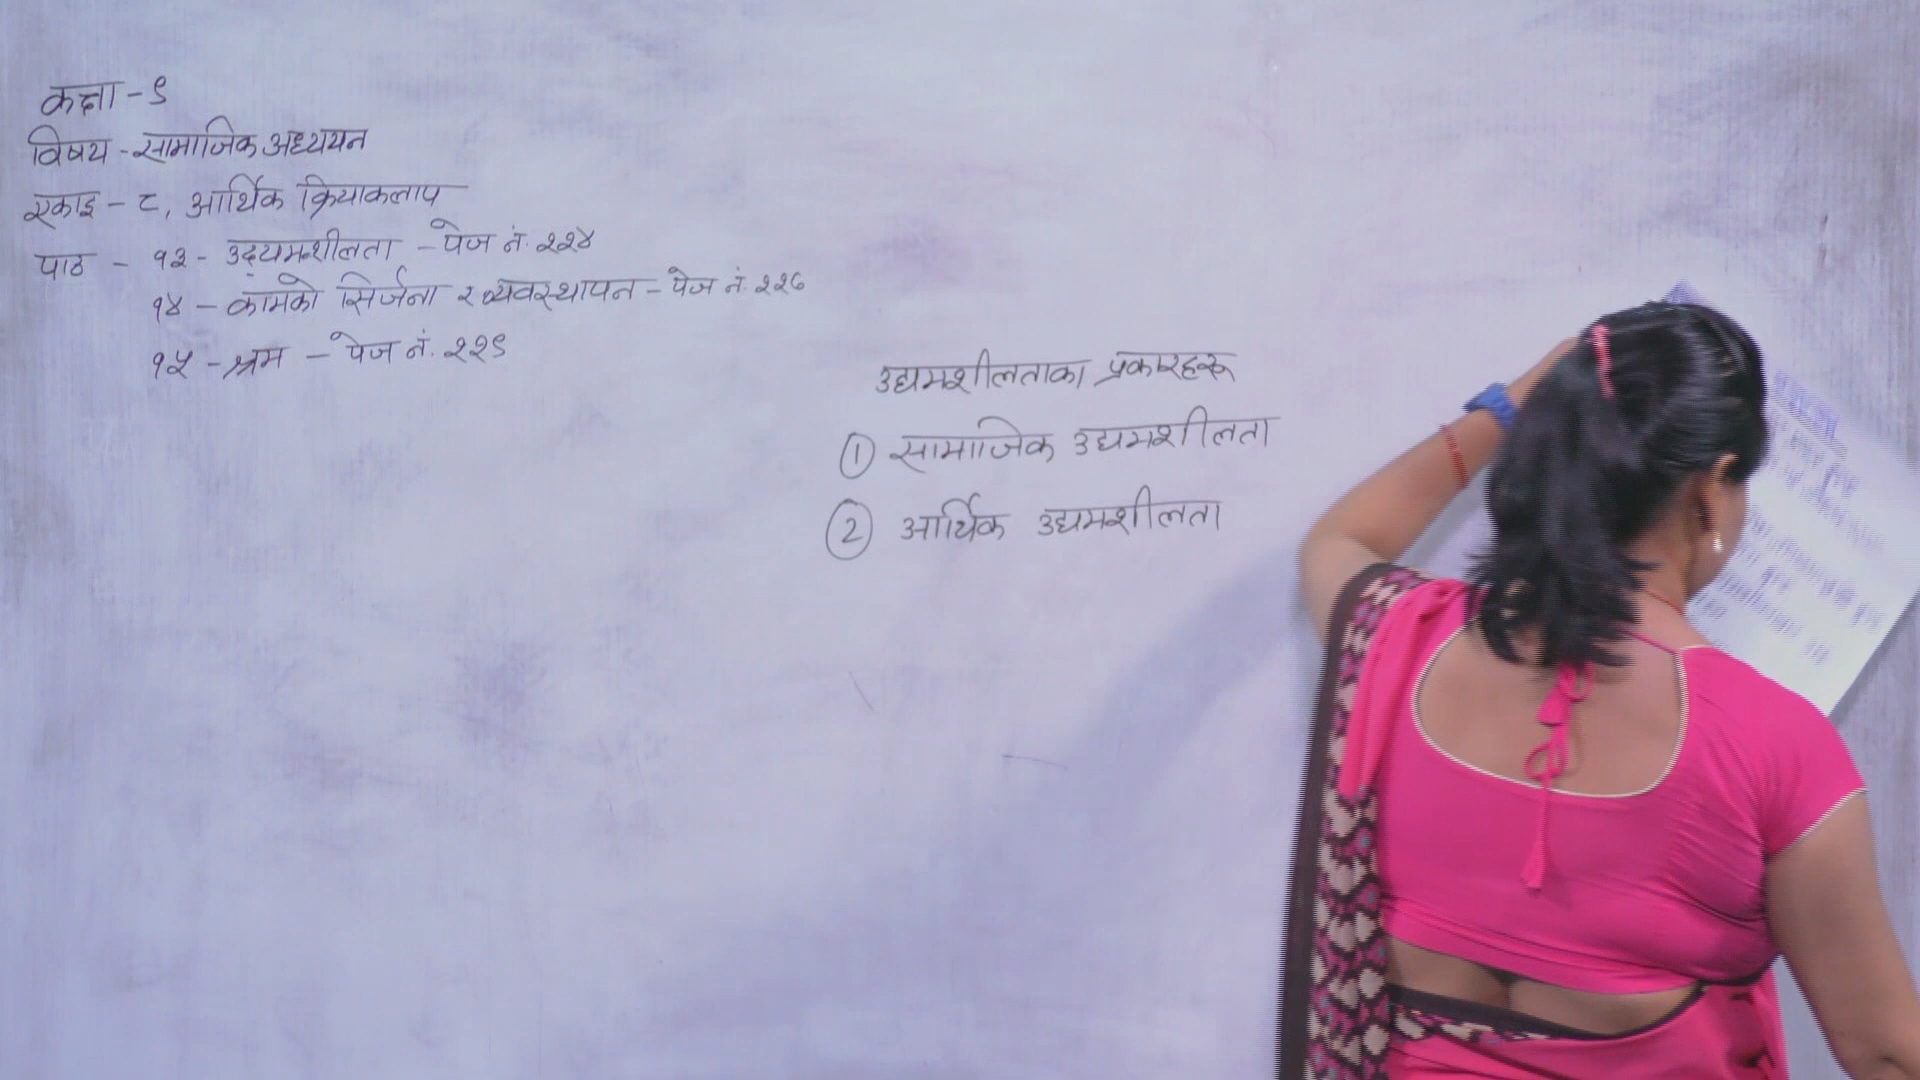 कक्षा - ९
विषय - सामाजिक अध्ययन
एकाइ - ८, आर्थिक क्रियाकलाप
पाठ - १३ - उद्यमशीलता - पेज नं. २२४
१४ - कामको सिर्जना र व्यवस्थापन - पेज नं. २२७
१५ - श्रम - पेज नं. २२९
उद्यमशीलताका प्रकारहरू
① सामाजिक उद्यमशीलता
② आर्थिक उद्यमशीलता